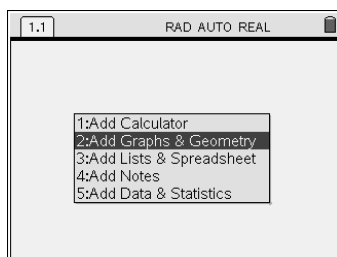 1.1 RAD AUTO REAL
1:Add Calculator
2:Add Graphs & Geometry
3:Add Lists & Spreadsheet
4:Add Notes
5:Add Data & Statistics